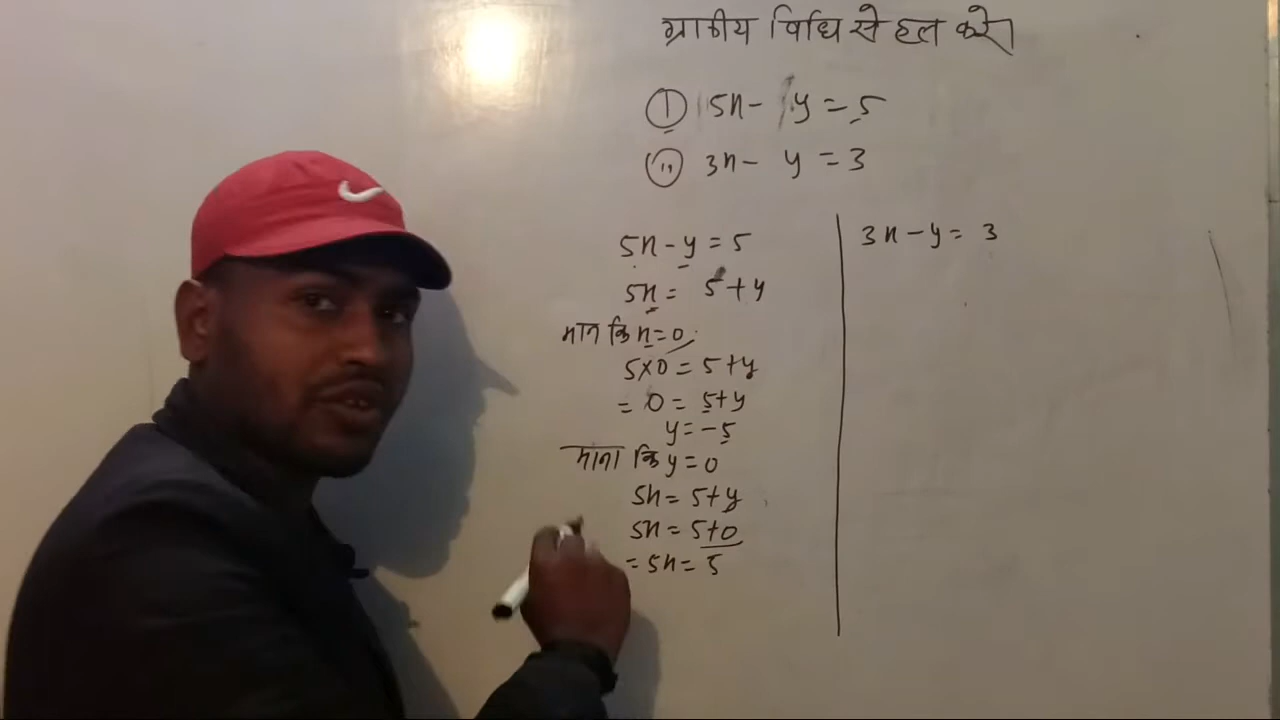 ग्राफीय विधि से हल करे।
① 5x - y = 5
(ii) 3x - y = 3
5x - y = 5
5x = 5 + y
मान कि x = 0
5×0 = 5 + y
= 0 = 5 + y
y = -5
माना कि y = 0
5x = 5 + y
5x = 5 + 0
= 5x = 5
3x - y = 3